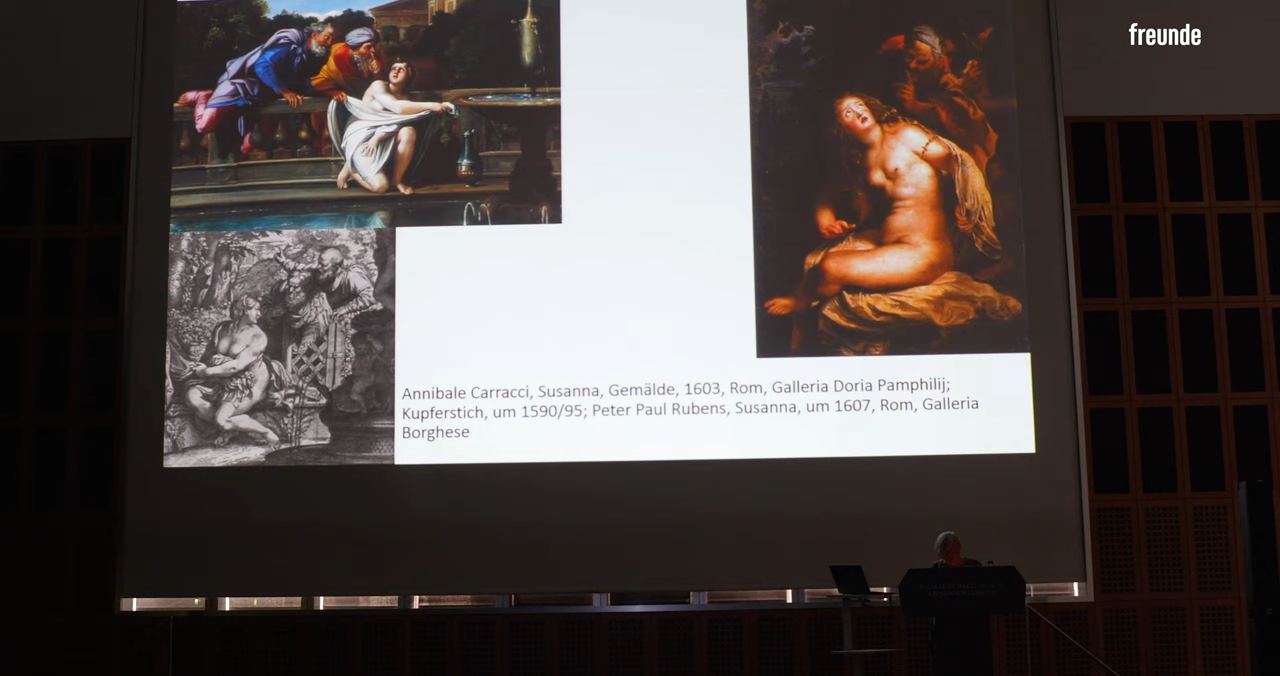 freunde
Annibale Carracci, Susanna, Gemälde, 1603, Rom, Galleria Doria Pamphilij;
Kupferstich, um 1590/95; Peter Paul Rubens, Susanna, um 1607, Rom, Galleria
Borghese